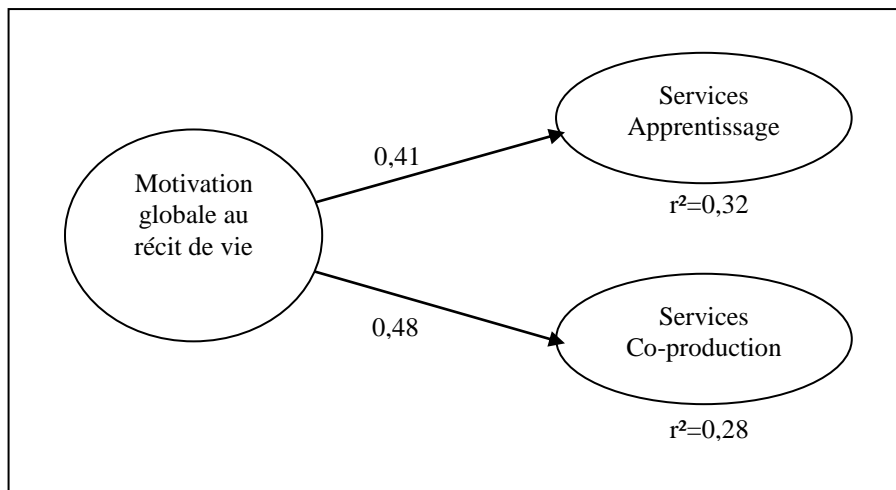 Motivation
globale au
récit de vie
0,41
0,48
Services
Apprentissage
r²=0,32
Services
Co-production
r²=0,28